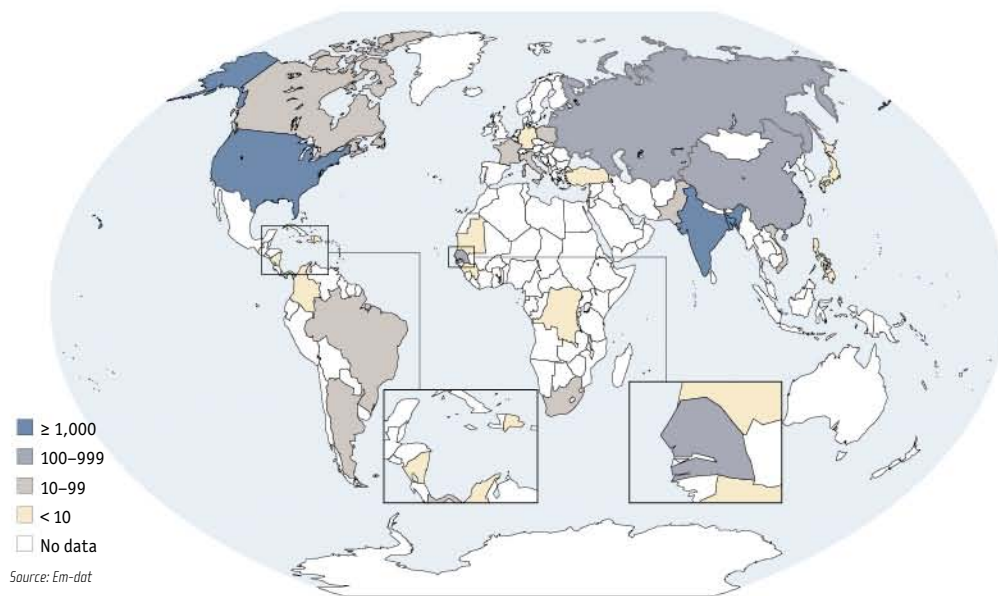 ≥ 1,000
100–999
10–99
< 10
No data
Source: Em-dat